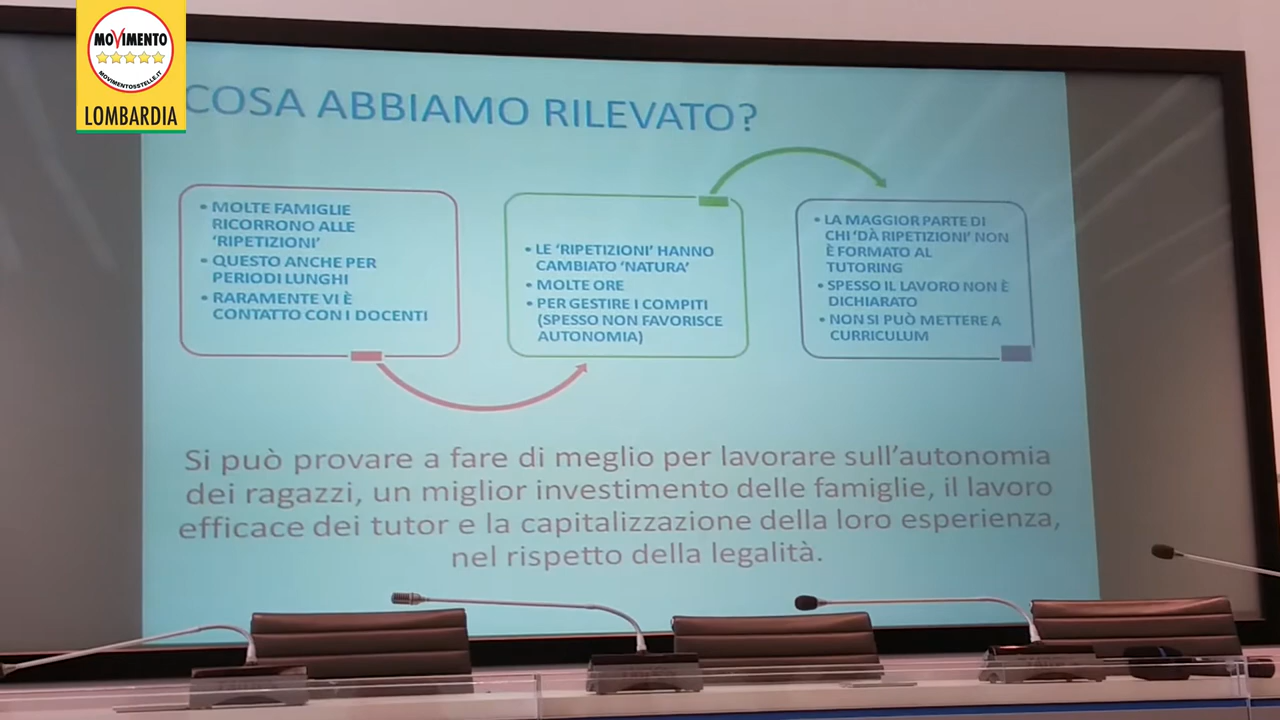 MOVIMENTO
MOVIMENTO5STELLE.IT
LOMBARDIA
COSA ABBIAMO RILEVATO?
• MOLTE FAMIGLIE
RICORRONO ALLE
‘RIPETIZIONI’
• QUESTO ANCHE PER
PERIODI LUNGHI
• RARAMENTE VI È
CONTATTO CON I DOCENTI
• LE ‘RIPETIZIONI’ HANNO
CAMBIATO ‘NATURA’
• MOLTE ORE
• PER GESTIRE I COMPITI
(SPESSO NON FAVORISCE
AUTONOMIA)
• LA MAGGIOR PARTE DI
CHI ‘DÀ RIPETIZIONI’ NON
È FORMATO AL
TUTORING
• SPESSO IL LAVORO NON È
DICHIARATO
• NON SI PUÒ METTERE A
CURRICULUM
Si può provare a fare di meglio per lavorare sull’autonomia
dei ragazzi, un miglior investimento delle famiglie, il lavoro
efficace dei tutor e la capitalizzazione della loro esperienza,
nel rispetto della legalità.